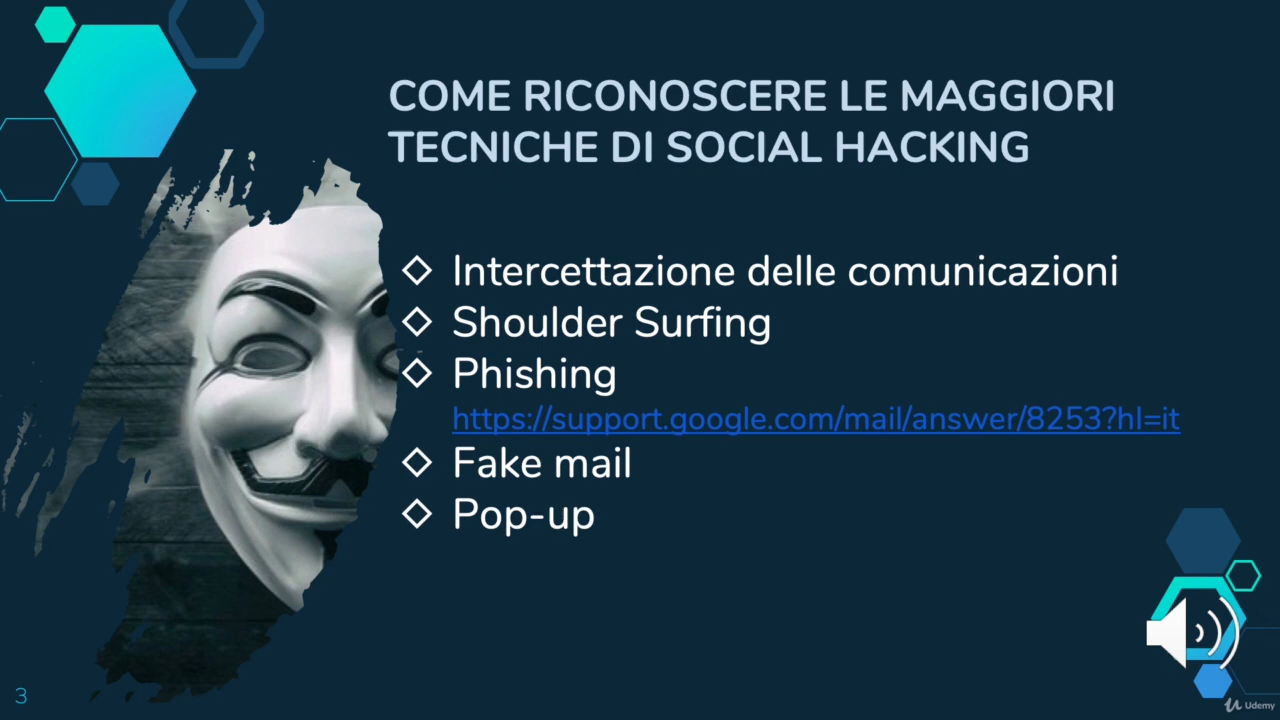 COME RICONOSCERE LE MAGGIORI
TECNICHE DI SOCIAL HACKING
Intercettazione delle comunicazioni
Shoulder Surfing
Phishing
https://support.google.com/mail/answer/8253?hl=it
Fake mail
Pop-up
3
Udemy